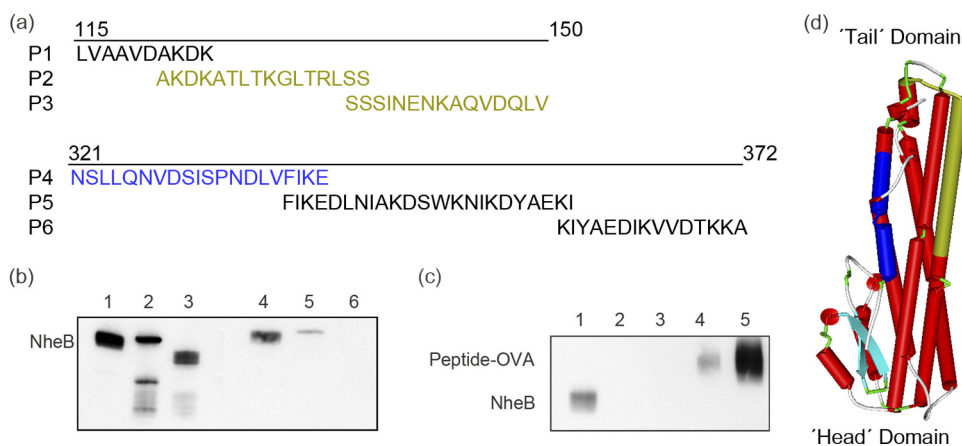 (a)
115 150
P1 LVAAVDAKDK
P2 AKDKATLTKGLTRLSS
P3 SSSINENKAQVDQLV
321 372
P4 NSLLQNVDSISPNDLVFIKE
P5 FIKEDLNIAKDSWKNIKDYAEKI
P6 KIYAEDIKVVDTKKA
(b)
1 2 3 4 5 6
NheB
(c)
1 2 3 4 5
Peptide-OVA
NheB
(d)
´Tail´ Domain
´Head´ Domain